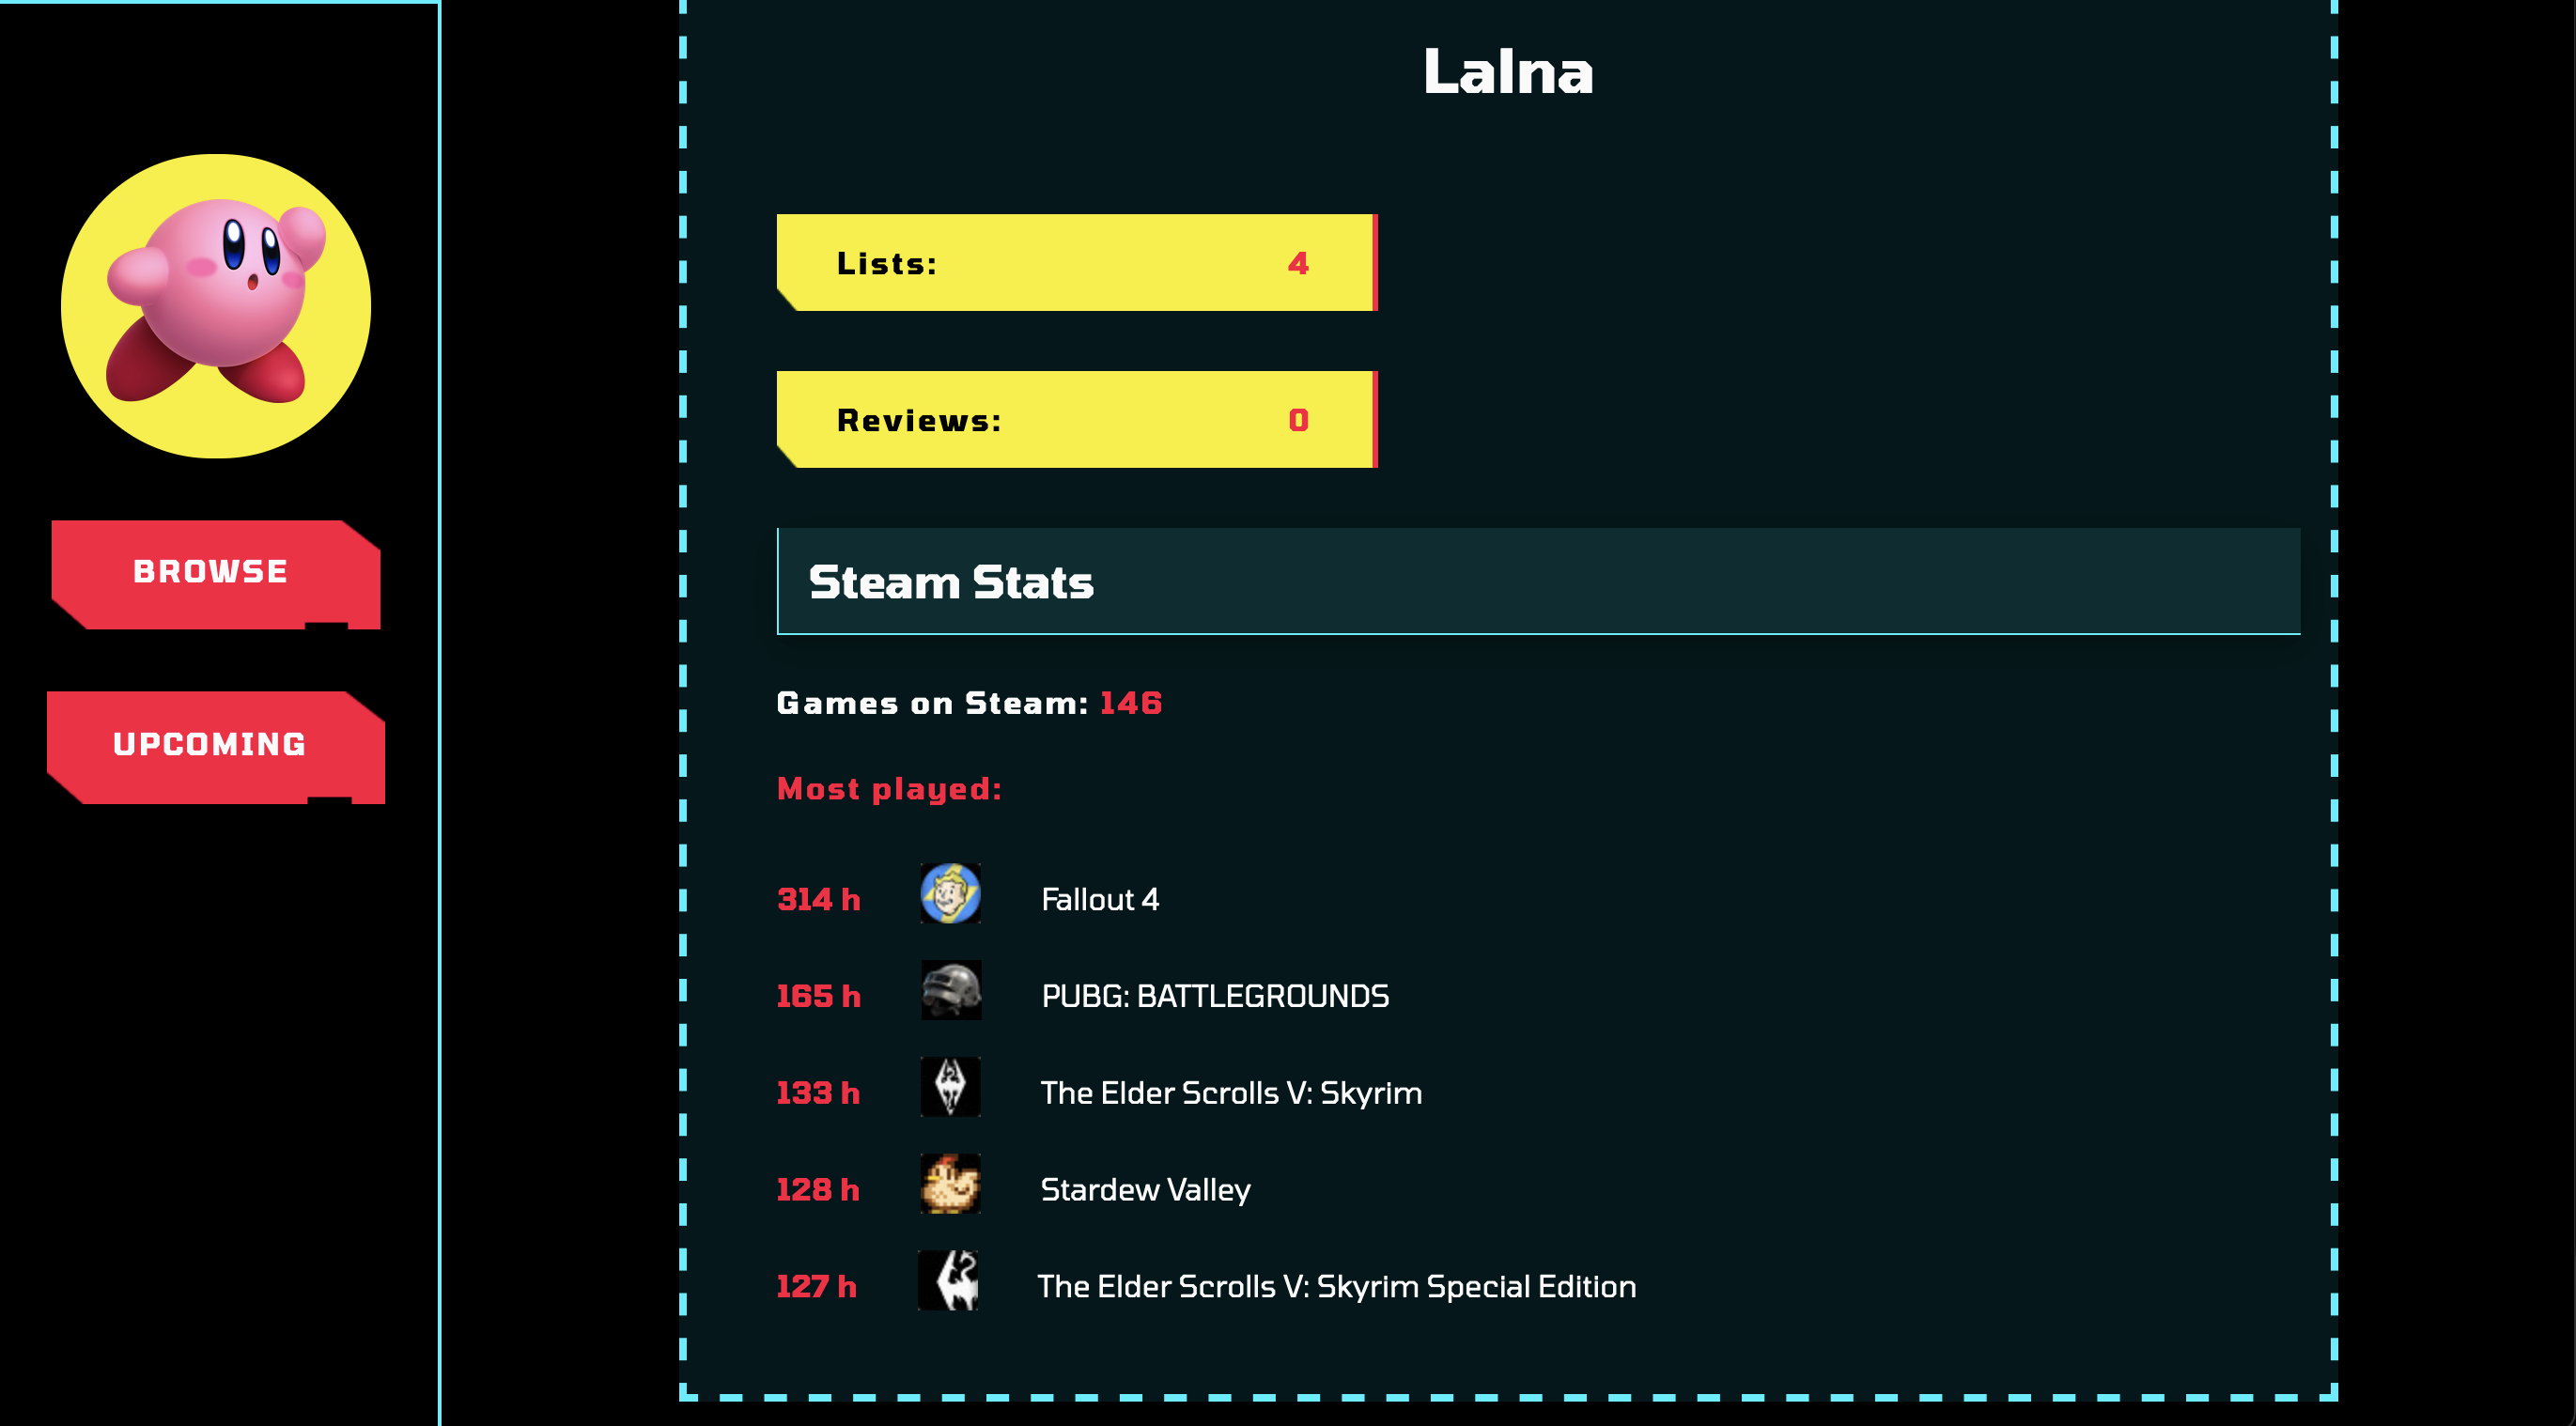 Lalna
Lists: 4
Reviews: 0
BROWSE
UPCOMING
Steam Stats
Games on Steam: 146
Most played:
314 h Fallout 4
165 h PUBG: BATTLEGROUNDS
133 h The Elder Scrolls V: Skyrim
128 h Stardew Valley
127 h The Elder Scrolls V: Skyrim Special Edition